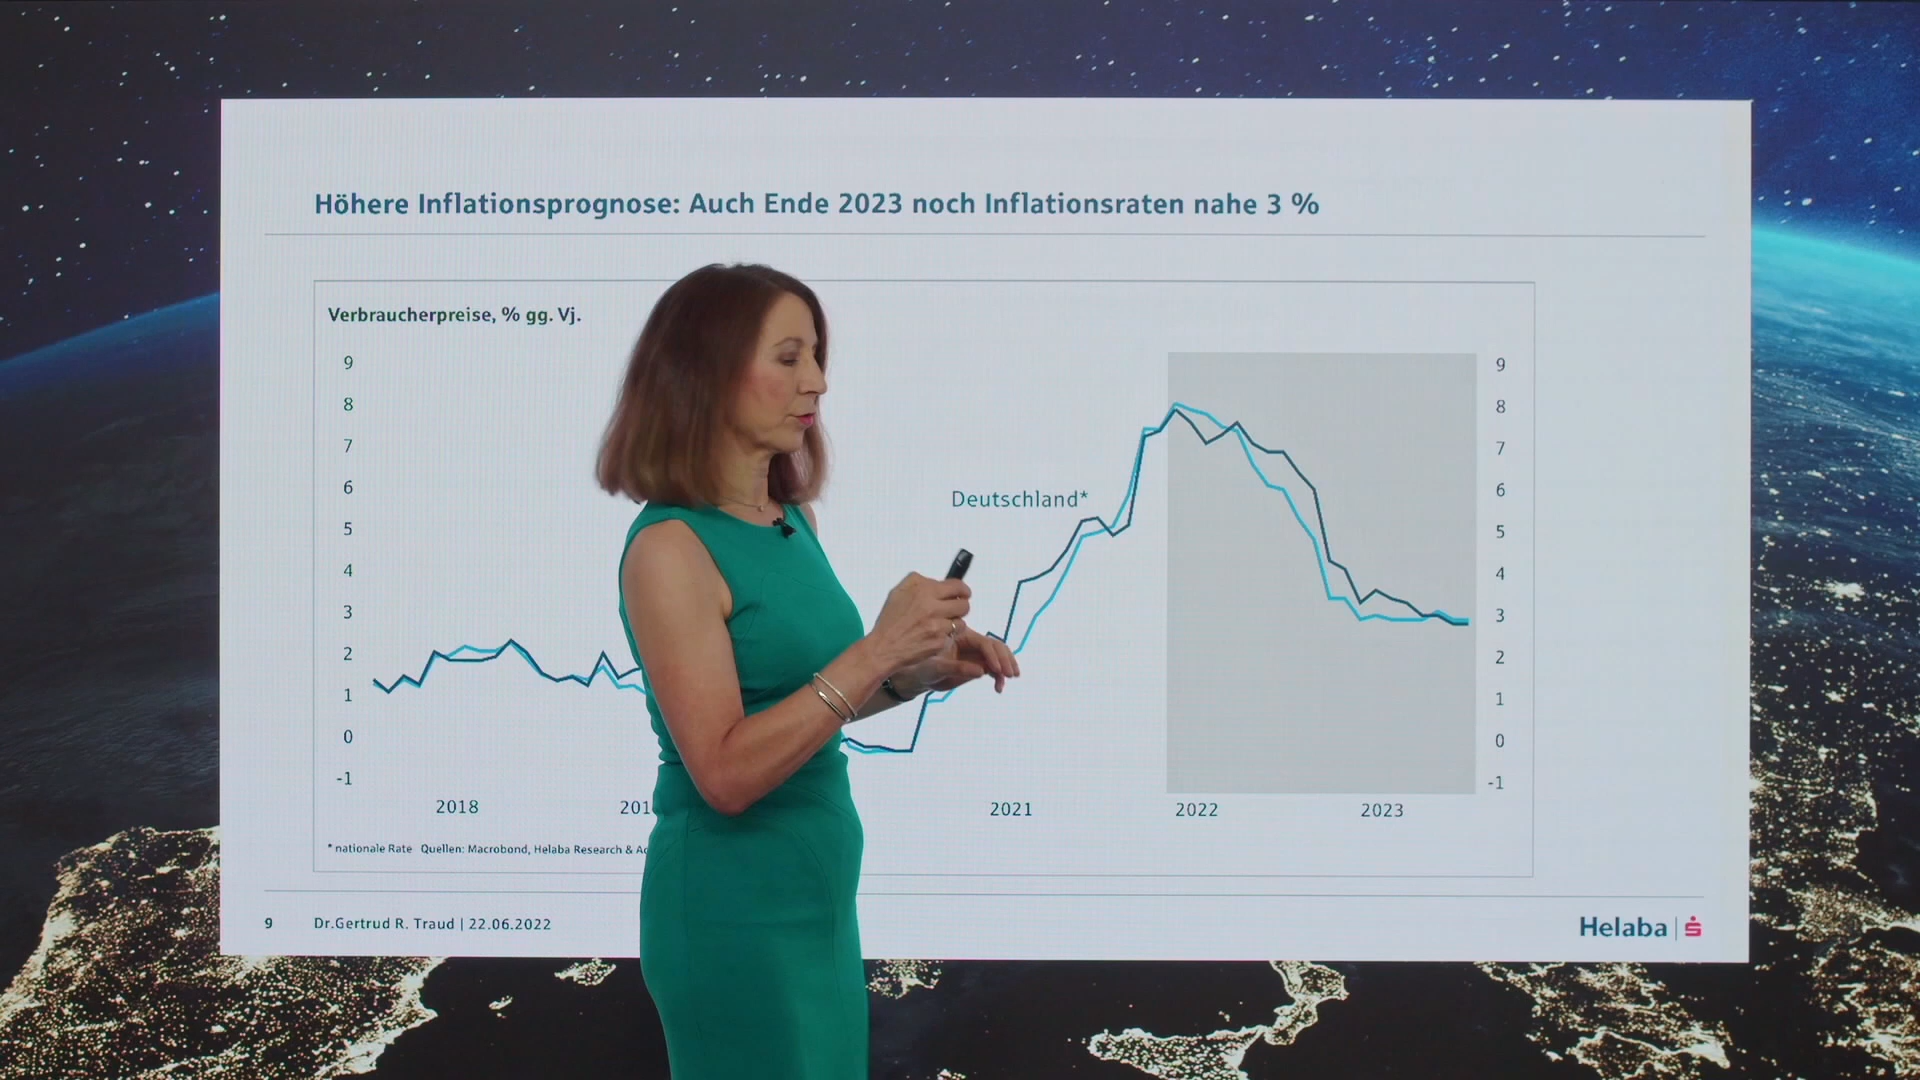 Höhere Inflationsprognose: Auch Ende 2023 noch Inflationsraten nahe 3 %
Verbraucherpreise, % gg. Vj.
9 9
8 8
7 7
6 6
Deutschland*
5 5
4 4
3 3
2 2
1 1
0 0
-1 -1
2018 201 2021 2022 2023
* nationale Rate Quellen: Macrobond, Helaba Research &
9 Dr.Gertrud R. Traud | 22.06.2022
Helaba